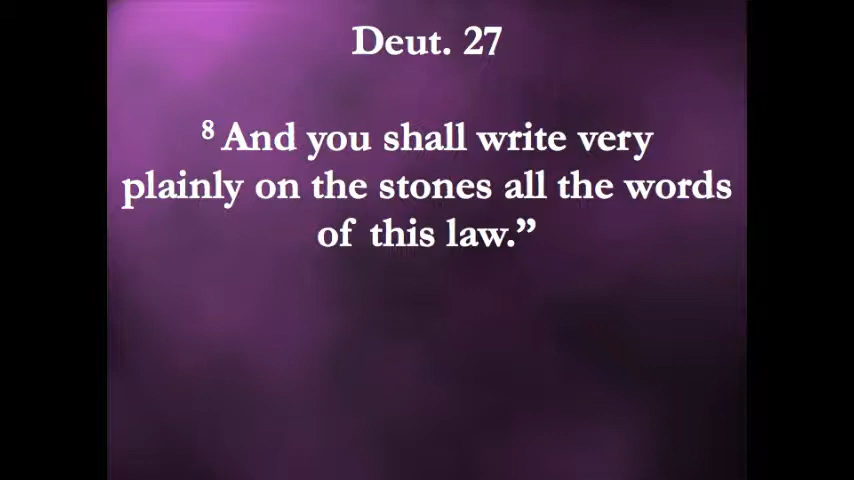 Deut. 27
8 And you shall write very
plainly on the stones all the words
of this law.”